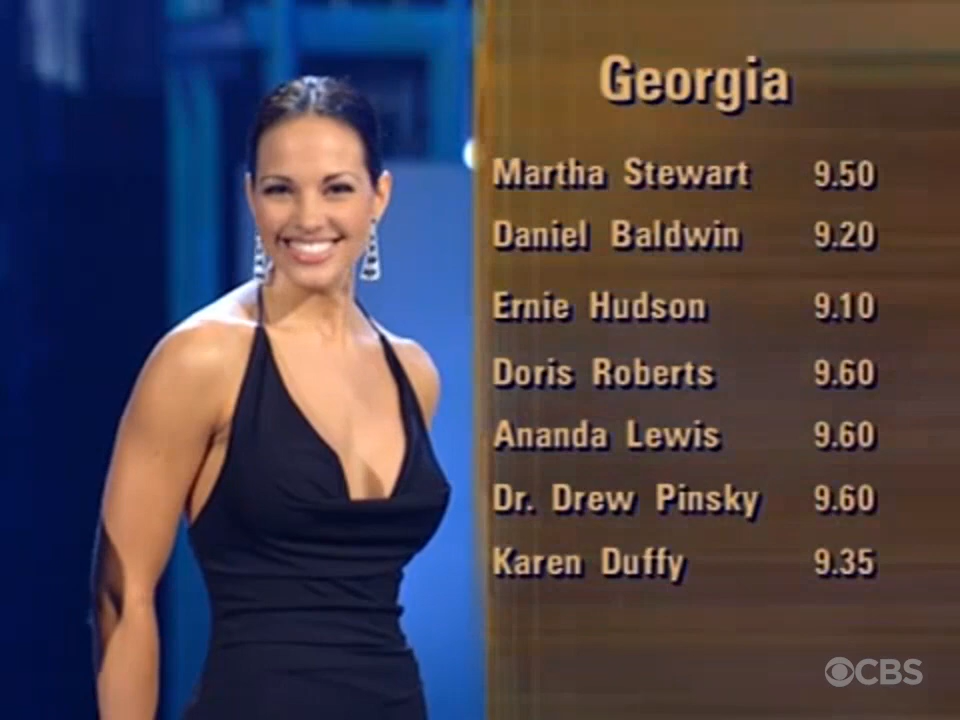 Georgia
Martha Stewart 9.50
Daniel Baldwin 9.20
Ernie Hudson 9.10
Doris Roberts 9.60
Ananda Lewis 9.60
Dr. Drew Pinsky 9.60
Karen Duffy 9.35
CBS